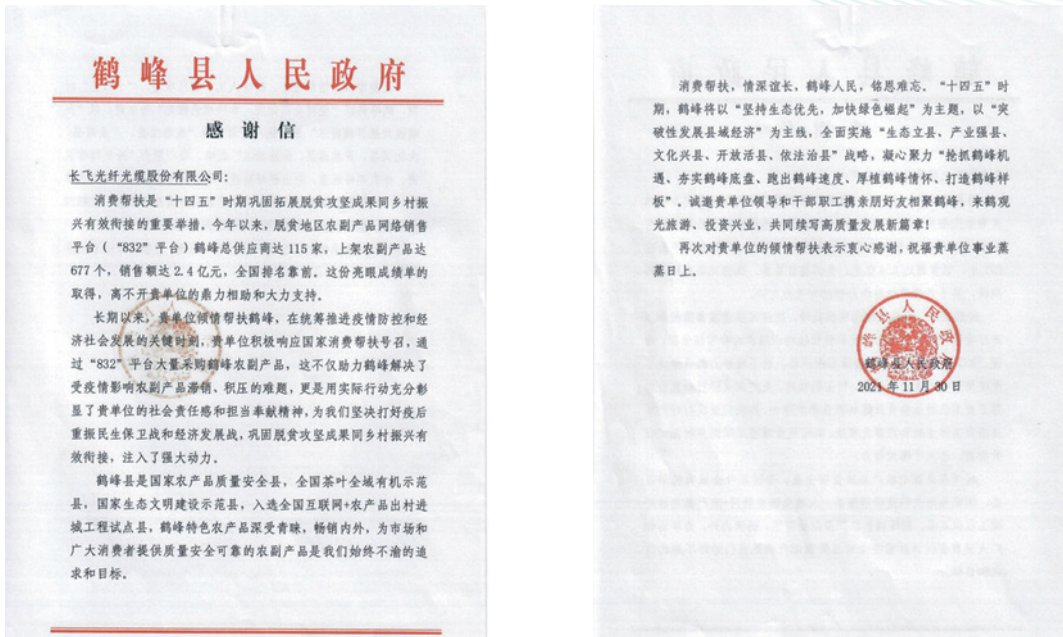 鹤峰县人民政府
感谢信
长飞光纤光缆股份有限公司：
消费帮扶是“十四五”时期巩固拓展脱贫攻坚成果同乡村振
兴有效衔接的重要举措。今年以来，脱贫地区农副产品网络销售
平台（“832”平台）鹤峰总供应商达 115 家，上架农副产品达
677 个，销售额达 2.4 亿元，全国排名靠前。这份亮眼成绩单的
取得，离不开贵单位的鼎力相助和大力支持。
长期以来，贵单位倾情帮扶鹤峰，在统筹推进疫情防控和经
济社会发展的关键时刻，贵单位积极响应国家消费帮扶号召，通
过“832”平台大量采购鹤峰农副产品，这不仅助力鹤峰解决了
受疫情影响农副产品滞销、积压的难题，更是用实际行动充分彰
显了贵单位的社会责任感和担当奉献精神，为我们坚决打好疫后
重振民生保卫战和经济发展战，巩固脱贫攻坚成果同乡村振兴有
效衔接，注入了强大动力。
鹤峰县是国家农产品质量安全县，全国茶叶全域有机示范
县，国家生态文明建设示范县，入选全国互联网+农产品出村进
城工程试点县，鹤峰特色农产品深受青睐，畅销内外，为市场和
广大消费者提供质量安全可靠的农副产品是我们始终不渝的追
求和目标。
消费帮扶，情深谊长，鹤峰人民，铭恩难忘。“十四五”时
期，鹤峰将以“坚持生态优先，加快绿色崛起”为主题，以“突
破性发展县域经济”为主线，全面实施“生态立县、产业强县、
文化兴县、开放活县、依法治县”战略，凝心聚力“抢抓鹤峰机
遇、夯实鹤峰底盘、跑出鹤峰速度、厚植鹤峰情怀、打造鹤峰样
板”。诚邀贵单位领导和干部职工携亲朋好友相聚鹤峰，来鹤观
光旅游、投资兴业，共同续写高质量发展新篇章！
再次对贵单位的倾情帮扶表示衷心感谢，祝福贵单位事业蒸
蒸日上。
鹤峰县人民政府
2021 年 11 月 30 日